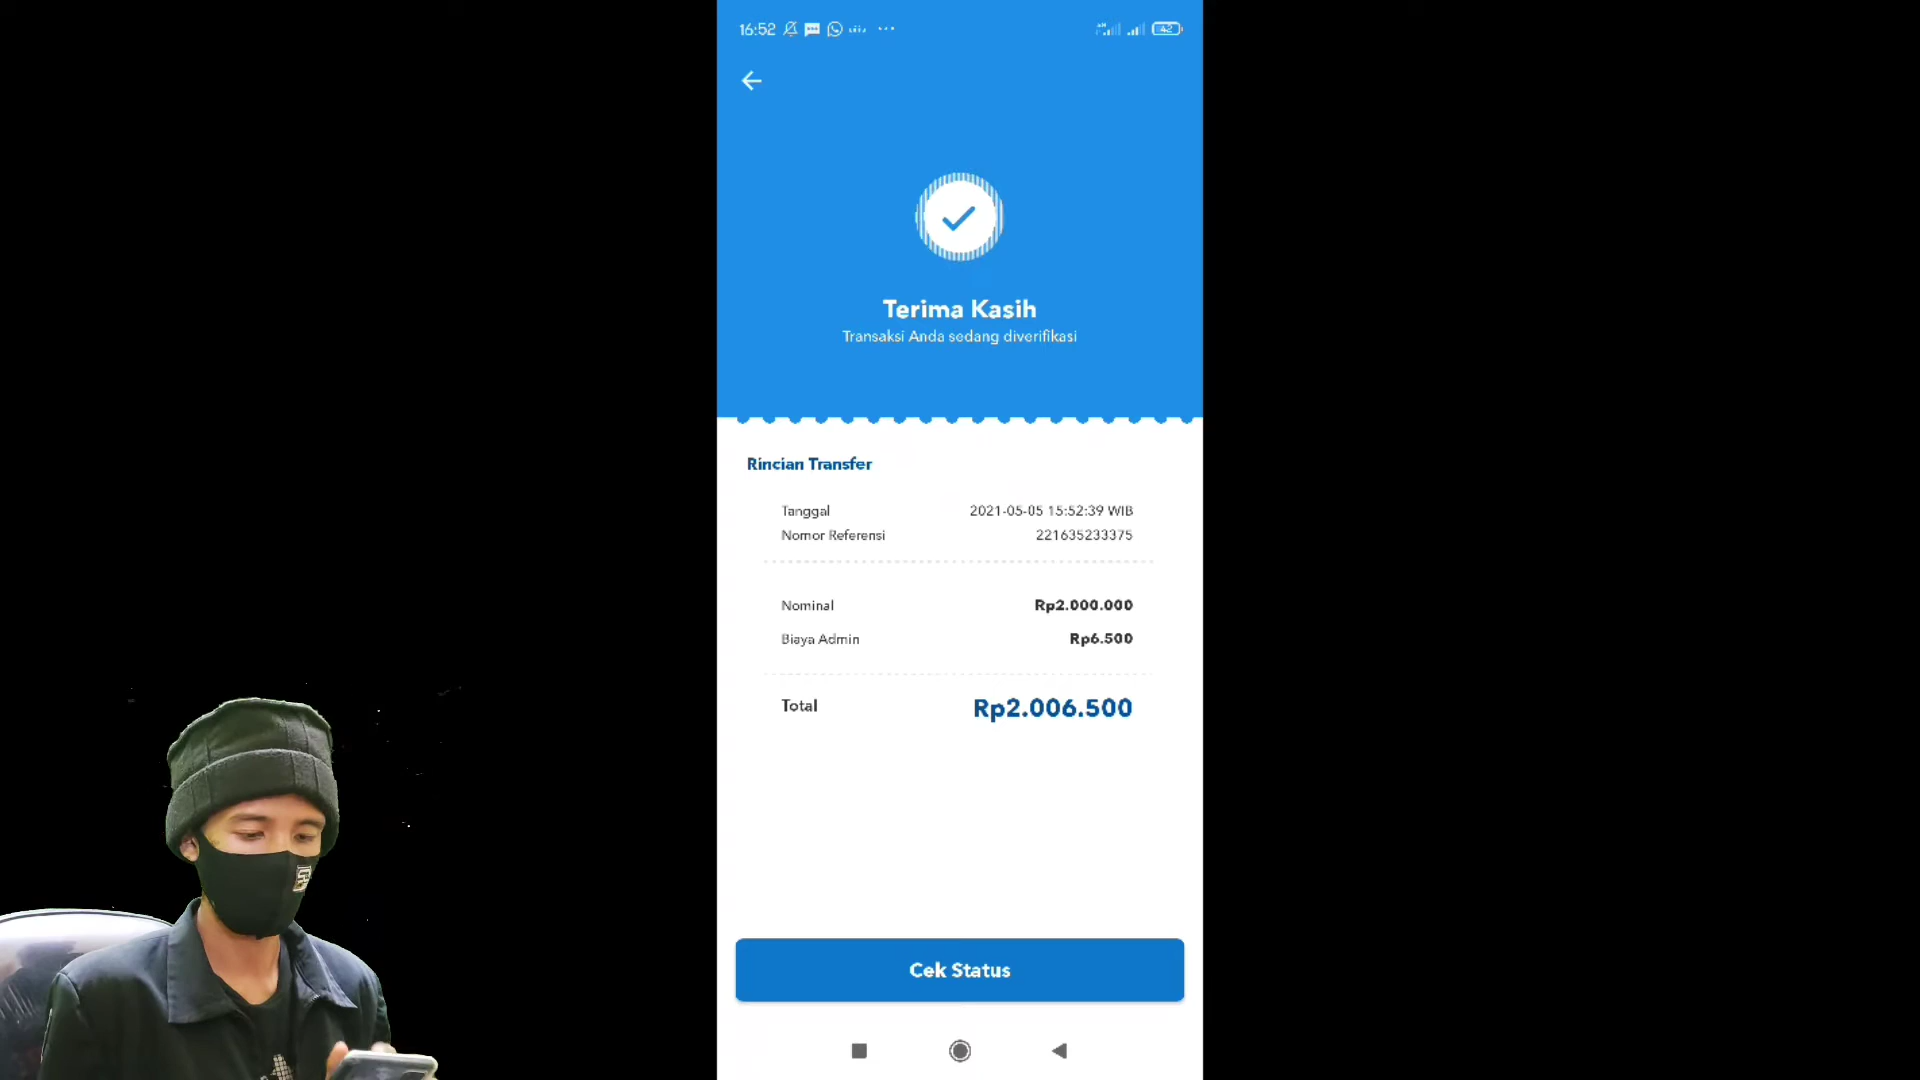 16:52
42
Terima Kasih
Transaksi Anda sedang diverifikasi
Rincian Transfer
Tanggal 2021-05-05 15:52:39 WIB
Nomor Referensi 221635233375
Nominal Rp2.000.000
Biaya Admin Rp6.500
Total Rp2.006.500
Cek Status